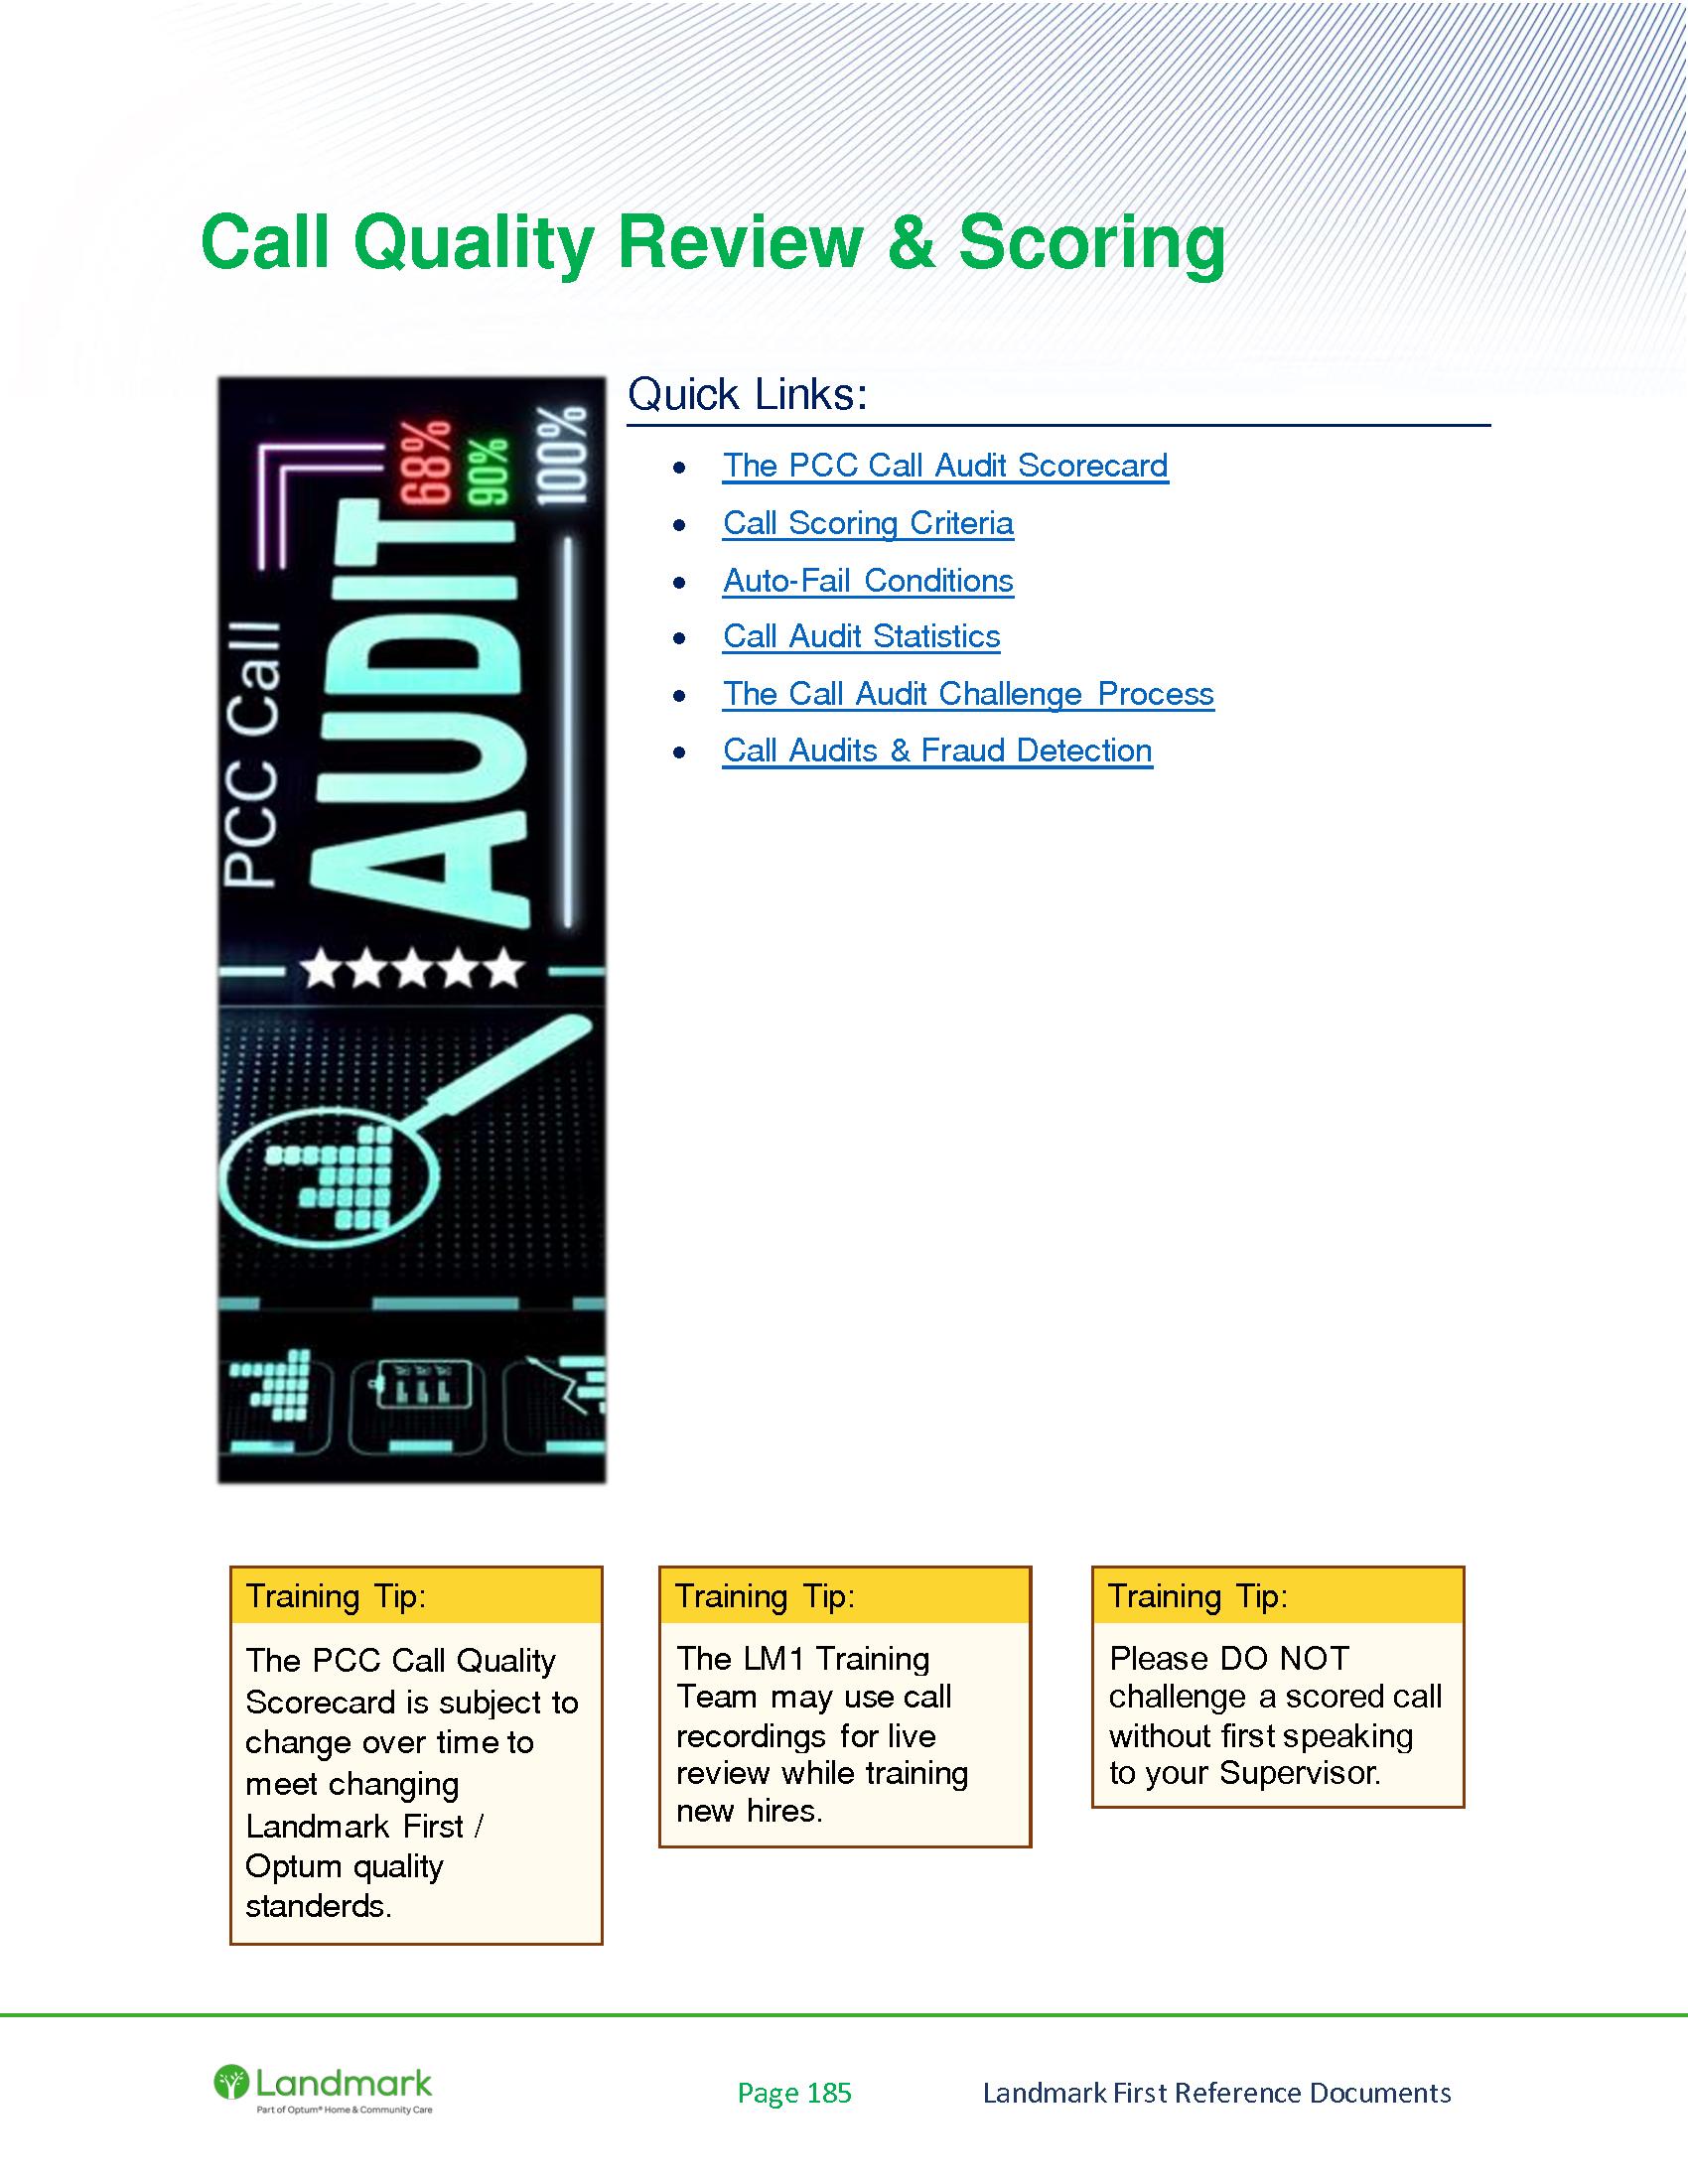 Call Quality Review & Scoring
PCC Call
AUDIT
68%
90%
100%
Quick Links:
• The PCC Call Audit Scorecard
• Call Scoring Criteria
• Auto-Fail Conditions
• Call Audit Statistics
• The Call Audit Challenge Process
• Call Audits & Fraud Detection
Training Tip:
The PCC Call Quality
Scorecard is subject to
change over time to
meet changing
Landmark First /
Optum quality
standerds.
Training Tip:
The LM1 Training
Team may use call
recordings for live
review while training
new hires.
Training Tip:
Please DO NOT
challenge a scored call
without first speaking
to your Supervisor.
Landmark
Part of Optum® Home & Community Care
Page 185
Landmark First Reference Documents